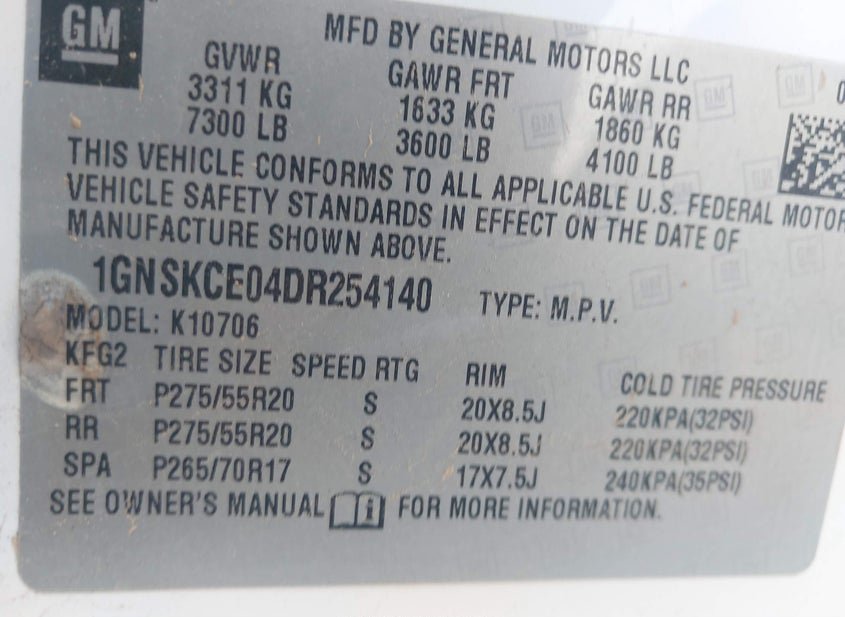 GM
MFD BY GENERAL MOTORS LLC
GVWR GAWR FRT GAWR RR
3311 KG 1633 KG 1860 KG
7300 LB 3600 LB 4100 LB
THIS VEHICLE CONFORMS TO ALL APPLICABLE U.S. FEDERAL MOTOR
VEHICLE SAFETY STANDARDS IN EFFECT ON THE DATE OF
MANUFACTURE SHOWN ABOVE.
1GNSKCE04DR254140 TYPE: M.P.V.
MODEL: K10706
KFG2 TIRE SIZE SPEED RTG RIM COLD TIRE PRESSURE
FRT P275/55R20 S 20X8.5J 220KPA(32PSI)
RR P275/55R20 S 20X8.5J 220KPA(32PSI)
SPA P265/70R17 S 17X7.5J 240KPA(35PSI)
SEE OWNER'S MANUAL i FOR MORE INFORMATION.